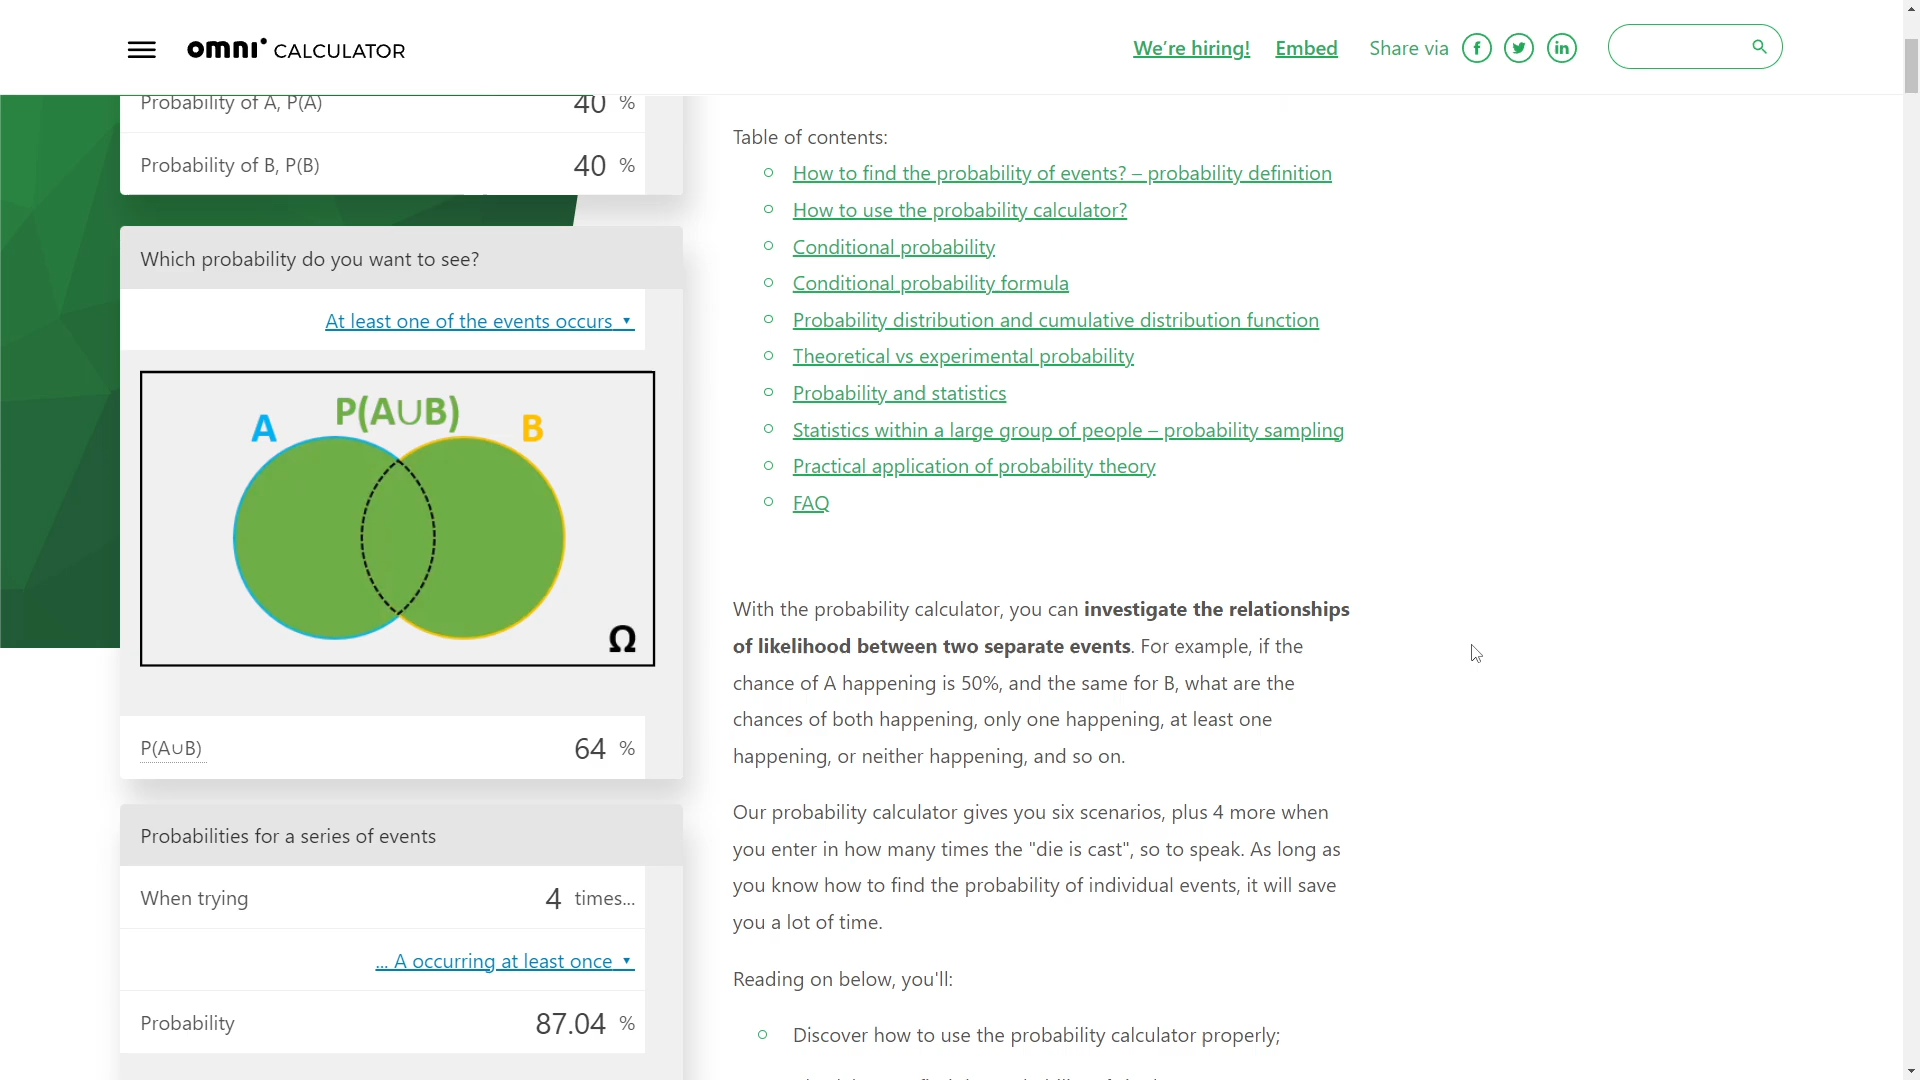 omni CALCULATOR
We're hiring! Embed Share via
Probability of A, P(A) 40 %
Probability of B, P(B) 40 %
Which probability do you want to see?
At least one of the events occurs ▾
P(A∪B)
A B
Ω
P(A∪B) 64 %
Probabilities for a series of events
When trying 4 times...
... A occurring at least once ▾
Probability 87.04 %
Table of contents:
How to find the probability of events? – probability definition
How to use the probability calculator?
Conditional probability
Conditional probability formula
Probability distribution and cumulative distribution function
Theoretical vs experimental probability
Probability and statistics
Statistics within a large group of people – probability sampling
Practical application of probability theory
FAQ
With the probability calculator, you can investigate the relationships
of likelihood between two separate events. For example, if the
chance of A happening is 50%, and the same for B, what are the
chances of both happening, only one happening, at least one
happening, or neither happening, and so on.
Our probability calculator gives you six scenarios, plus 4 more when
you enter in how many times the "die is cast", so to speak. As long as
you know how to find the probability of individual events, it will save
you a lot of time.
Reading on below, you'll:
Discover how to use the probability calculator properly;